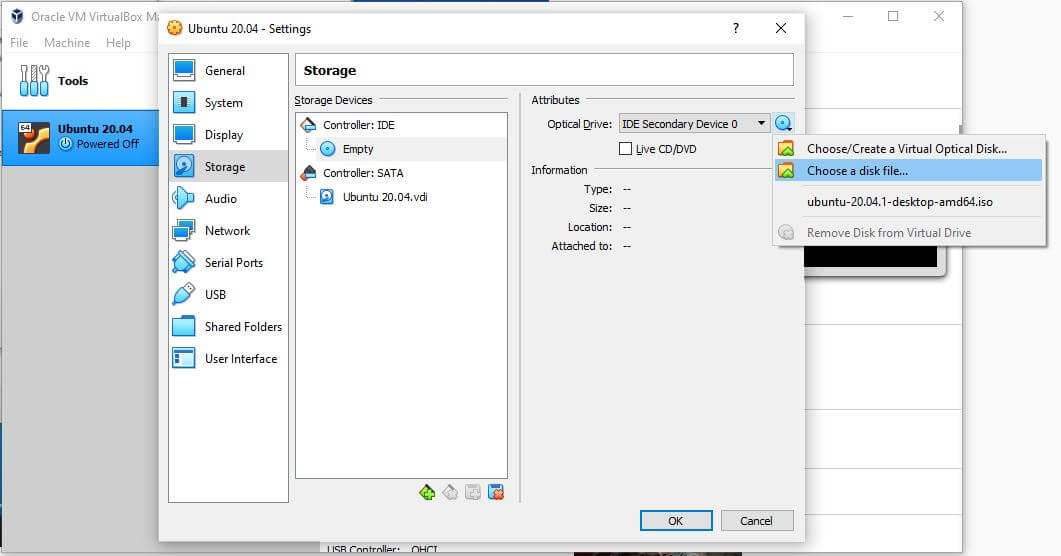 Oracle VM VirtualBox Ma
File Machine Help
Tools
64
Ubuntu 20.04
Powered Off
Ubuntu 20.04 - Settings
?
General
System
Display
Storage
Audio
Network
Serial Ports
USB
Shared Folders
User Interface
Storage
Storage Devices
Controller: IDE
Empty
Controller: SATA
Ubuntu 20.04.vdi
Attributes
Optical Drive: IDE Secondary Device 0
Live CD/DVD
Information
Type: --
Size: --
Location: --
Attached to: --
Choose/Create a Virtual Optical Disk...
Choose a disk file...
ubuntu-20.04.1-desktop-amd64.iso
Remove Disk from Virtual Drive
OK Cancel
USB Controller: OHCI